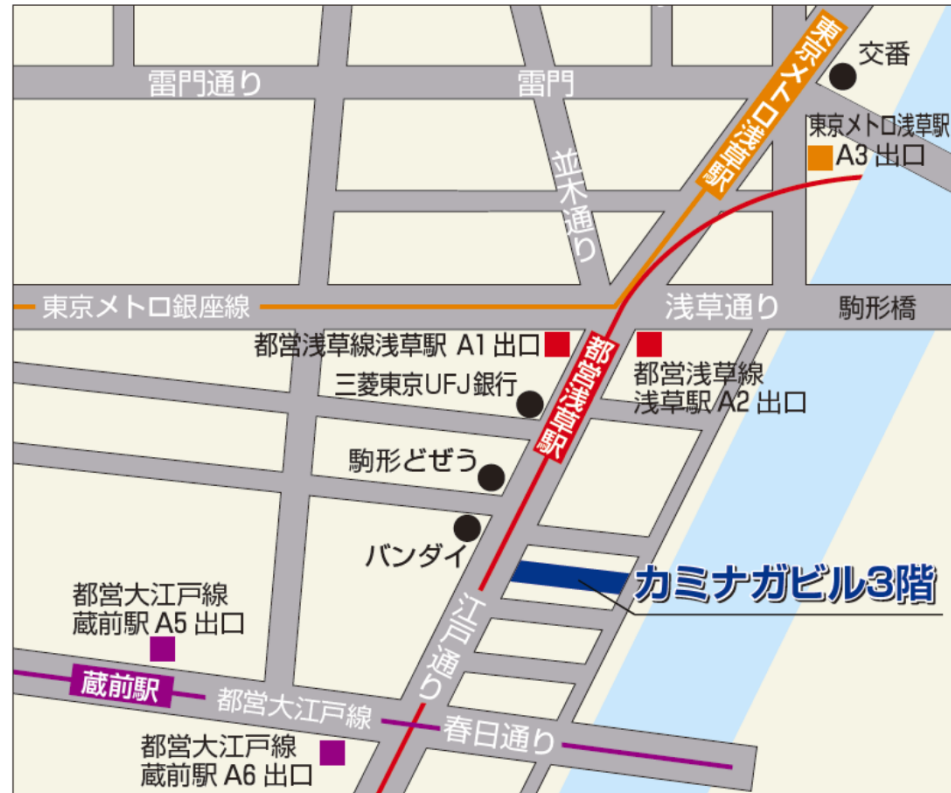 東京メトロ浅草駅
交番
雷門通り
雷門
東京メトロ浅草駅
A3 出口
並木通り
東京メトロ銀座線
浅草通り
駒形橋
都営浅草線浅草駅 A1 出口
都営浅草駅
都営浅草線
浅草駅 A2 出口
三菱東京UFJ銀行
駒形どぜう
バンダイ
カミナガビル3階
江戸通り
都営大江戸線
蔵前駅 A5 出口
蔵前駅
都営大江戸線
春日通り
都営大江戸線
蔵前駅 A6 出口